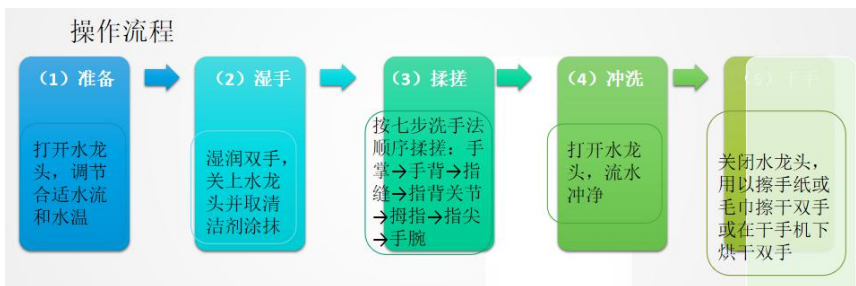 操作流程
（1）准备
打开水龙
头，调节
合适水流
和水温
（2）湿手
湿润双手，
关上水龙
头并取清
洁剂涂抹
（3）揉搓
按七步洗手法
顺序揉搓：手
掌→手背→指
缝→指背关节
→拇指→指尖
→手腕
（4）冲洗
打开水龙
头，流水
冲净
（5）干手
关闭水龙头，
用以擦手纸或
毛巾擦干双手
或在干手机下
烘干双手